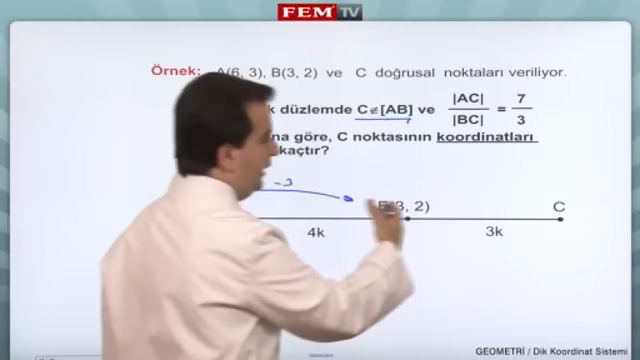 FEM TV
Örnek: A(6, 3), B(3, 2) ve C doğrusal noktaları veriliyor.
düzlemde C∉[AB] ve |AC| / |BC| = 7 / 3
göre, C noktasının koordinatları
kaçtır?
-3
B(3, 2) C
4k 3k
GEOMETRİ / Dik Koordinat Sistemi